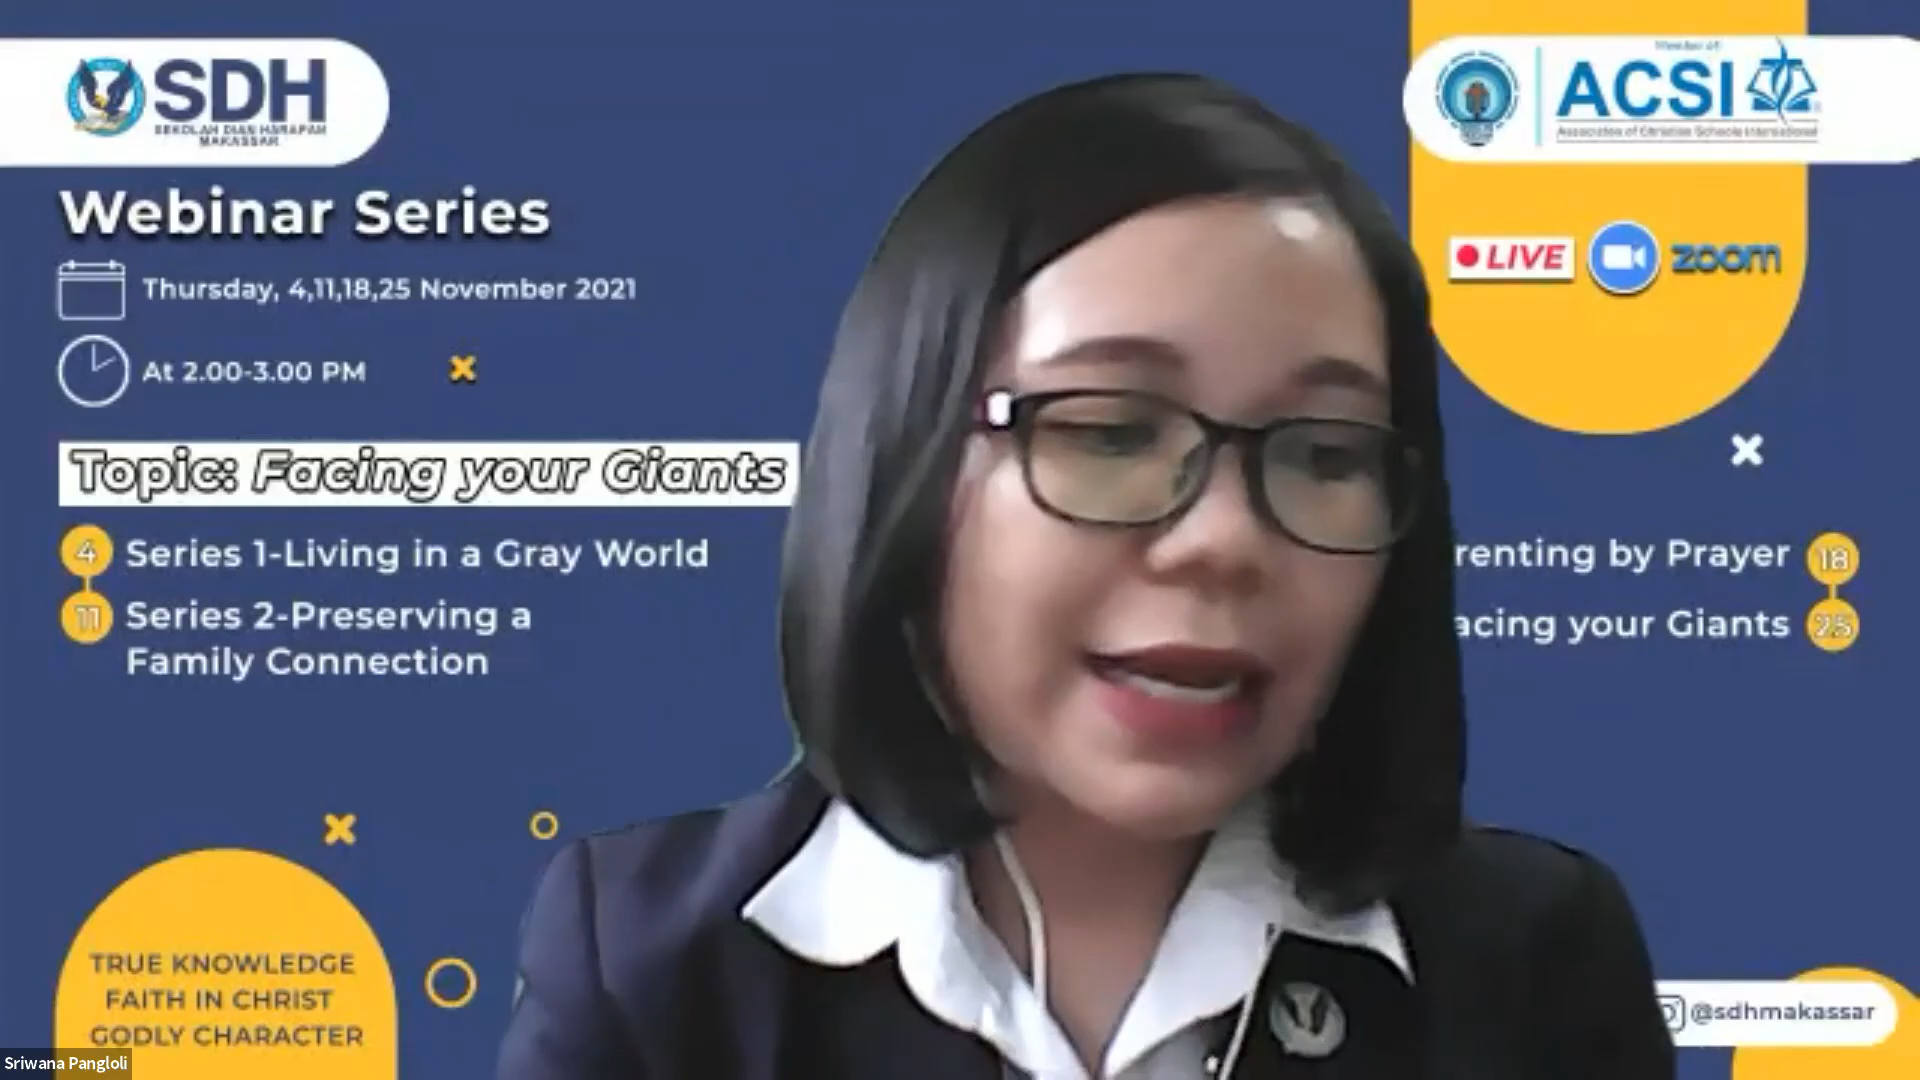 SDH
SEKOLAH DIAN HARAPAN
MAKASSAR
Member of
ACSI
Association of Christian Schools International
Webinar Series
LIVE
zoom
Thursday, 4,11,18,25 November 2021
At 2.00-3.00 PM
Topic: Facing your Giants
4 Series 1-Living in a Gray World
11 Series 2-Preserving a
Family Connection
renting by Prayer 18
acing your Giants 25
TRUE KNOWLEDGE
FAITH IN CHRIST
GODLY CHARACTER
@sdhmakassar
Sriwana Pangloli